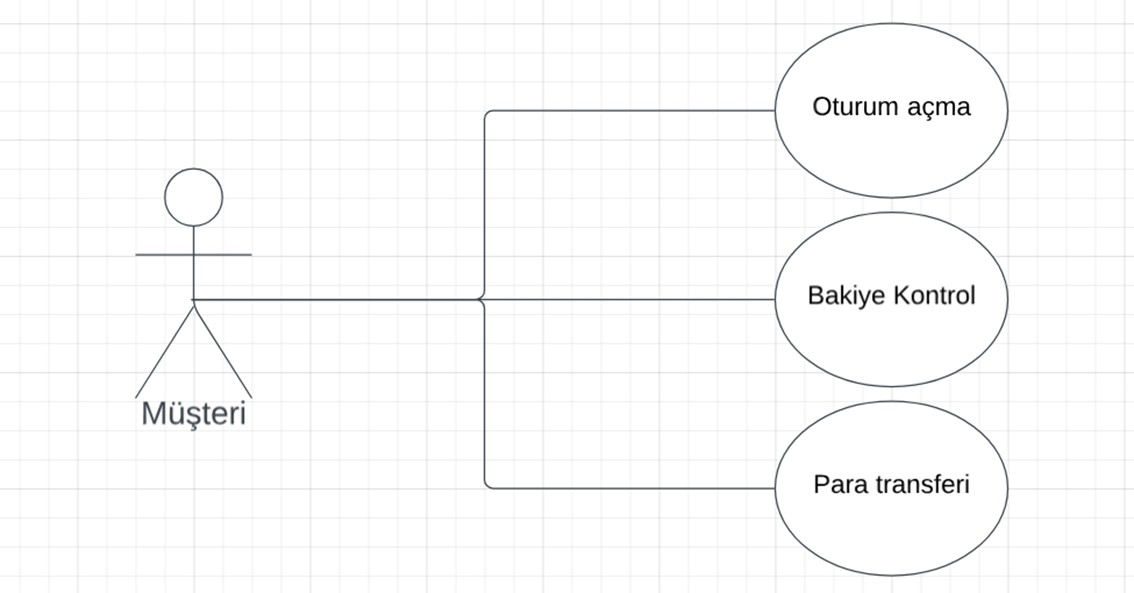 Oturum açma
Bakiye Kontrol
Müşteri
Para transferi